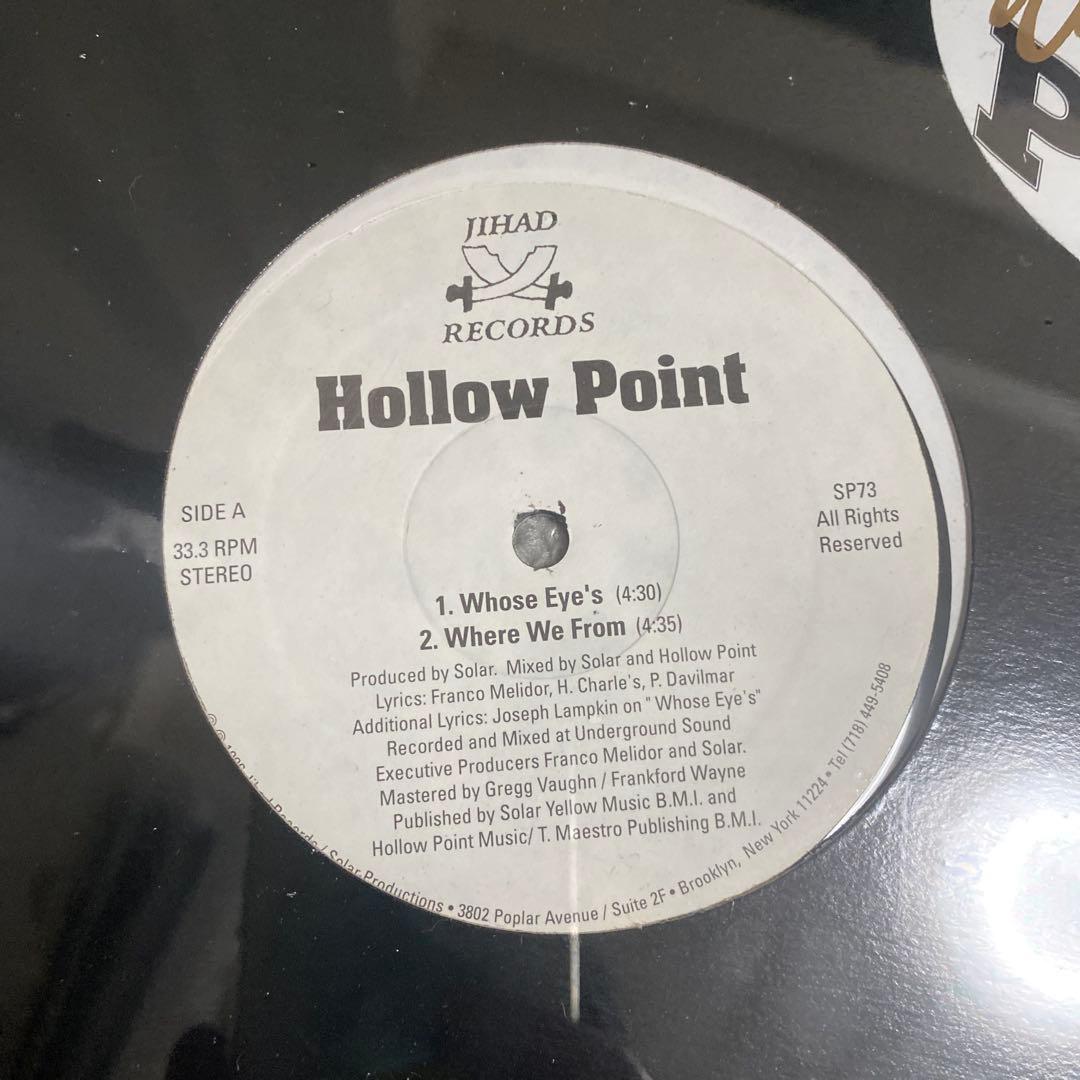 JIHAD
RECORDS
Hollow Point
SIDE A
33.3 RPM
STEREO
SP73
All Rights
Reserved
1. Whose Eye's (4:30)
2. Where We From (4:35)
Produced by Solar. Mixed by Solar and Hollow Point
Lyrics: Franco Melidor, H. Charle's, P. Davilmar
Additional Lyrics: Joseph Lampkin on " Whose Eye's"
Recorded and Mixed at Underground Sound
Executive Producers Franco Melidor and Solar.
Mastered by Gregg Vaughn / Frankford Wayne
Published by Solar Yellow Music B.M.I. and
Hollow Point Music/ T. Maestro Publishing B.M.I.
Records / Solar Productions • 3802 Poplar Avenue / Suite 2F • Brooklyn, New York 11224 • Tel (718) 449-5408
P